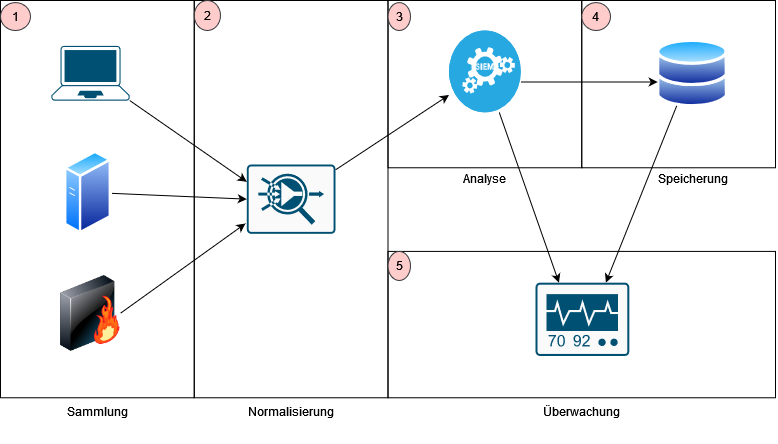 1
2
3
4
SIEM
Analyse
Speicherung
5
70 92
Sammlung
Normalisierung
Überwachung